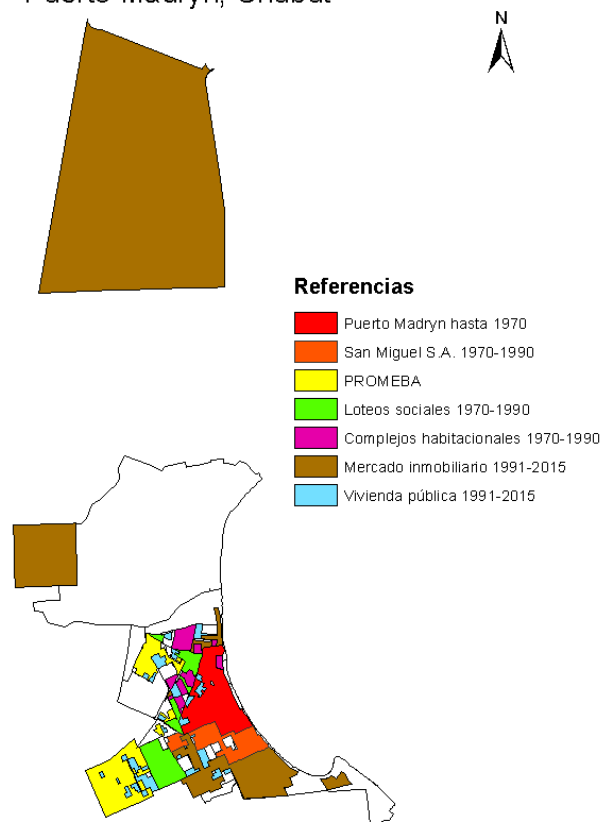 Puerto Madryn, Chubut
N
Referencias
Puerto Madryn hasta 1970
San Miguel S.A. 1970-1990
PROMEBA
Loteos sociales 1970-1990
Complejos habitacionales 1970-1990
Mercado inmobiliario 1991-2015
Vivienda pública 1991-2015